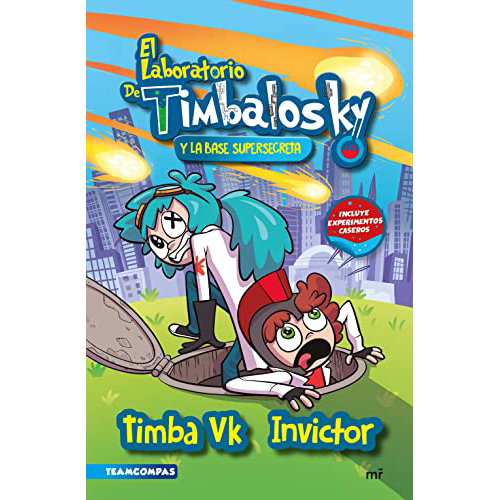 El
Laboratorio
De
Timbalosky
Y LA BASE SUPERSECRETA
INCLUYE
EXPERIMENTOS
CASEROS
Timba Vk Invictor
TEAMCOMPAS
mr